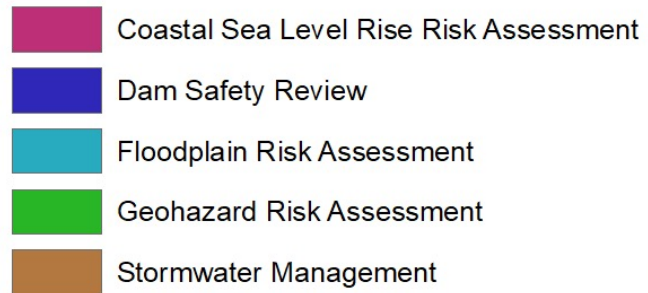 Coastal Sea Level Rise Risk Assessment
Dam Safety Review
Floodplain Risk Assessment
Geohazard Risk Assessment
Stormwater Management